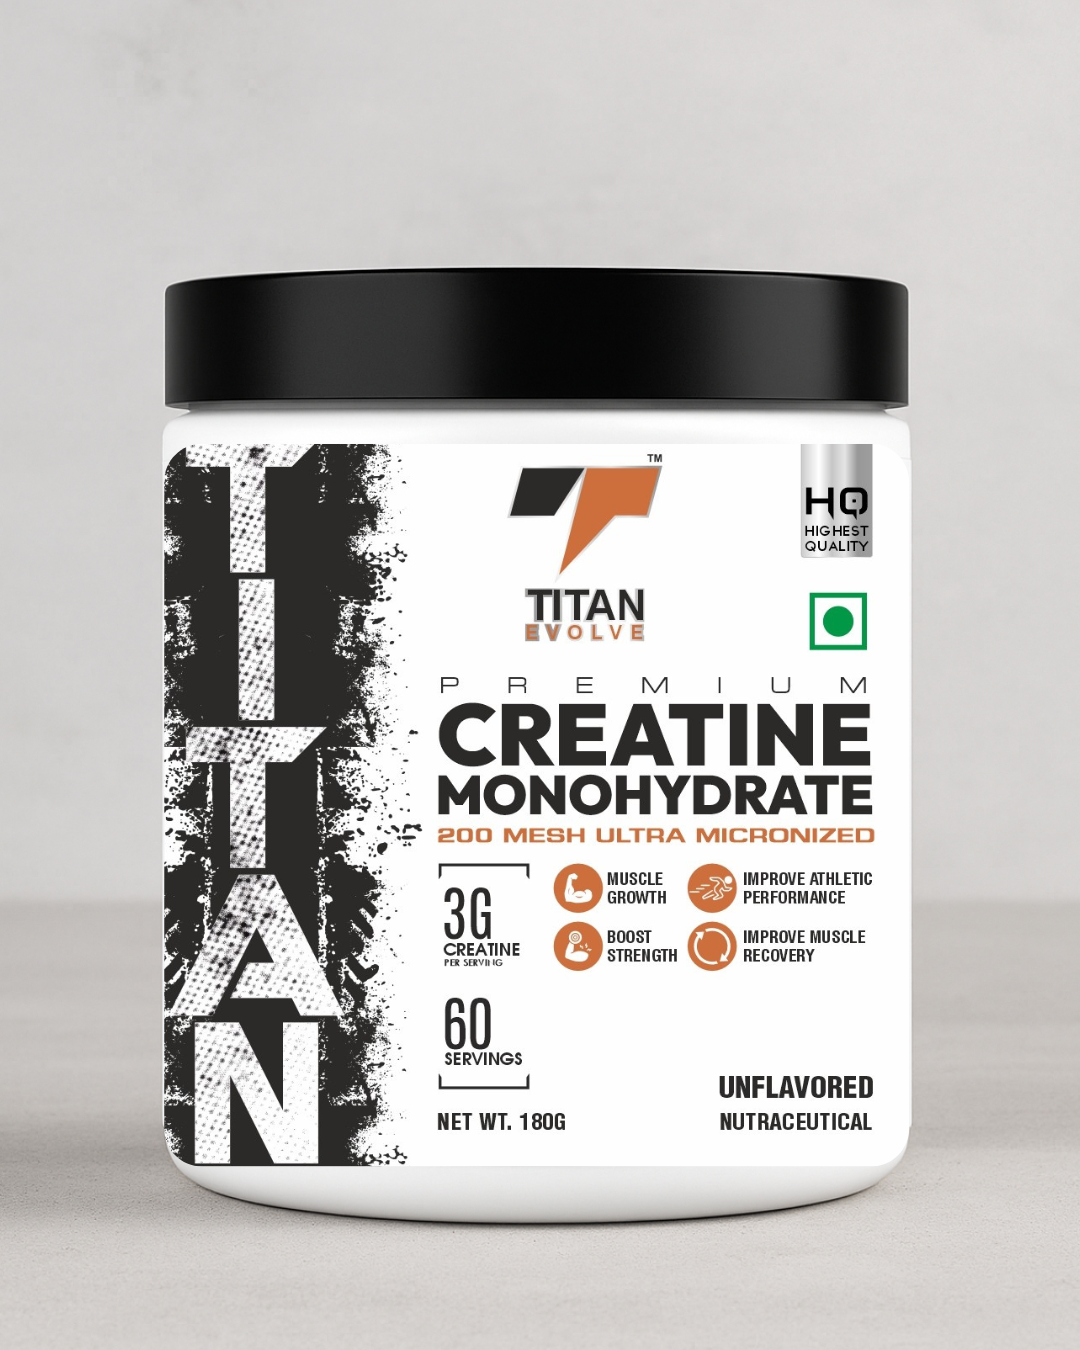 TITAN
TM
TITAN
EVOLVE
HQ
HIGHEST
QUALITY
PREMIUM
CREATINE
MONOHYDRATE
200 MESH ULTRA MICRONIZED
3G
CREATINE
PER SERVING
60
SERVINGS
MUSCLE
GROWTH
IMPROVE ATHLETIC
PERFORMANCE
BOOST
STRENGTH
IMPROVE MUSCLE
RECOVERY
NET WT. 180G
UNFLAVORED
NUTRACEUTICAL